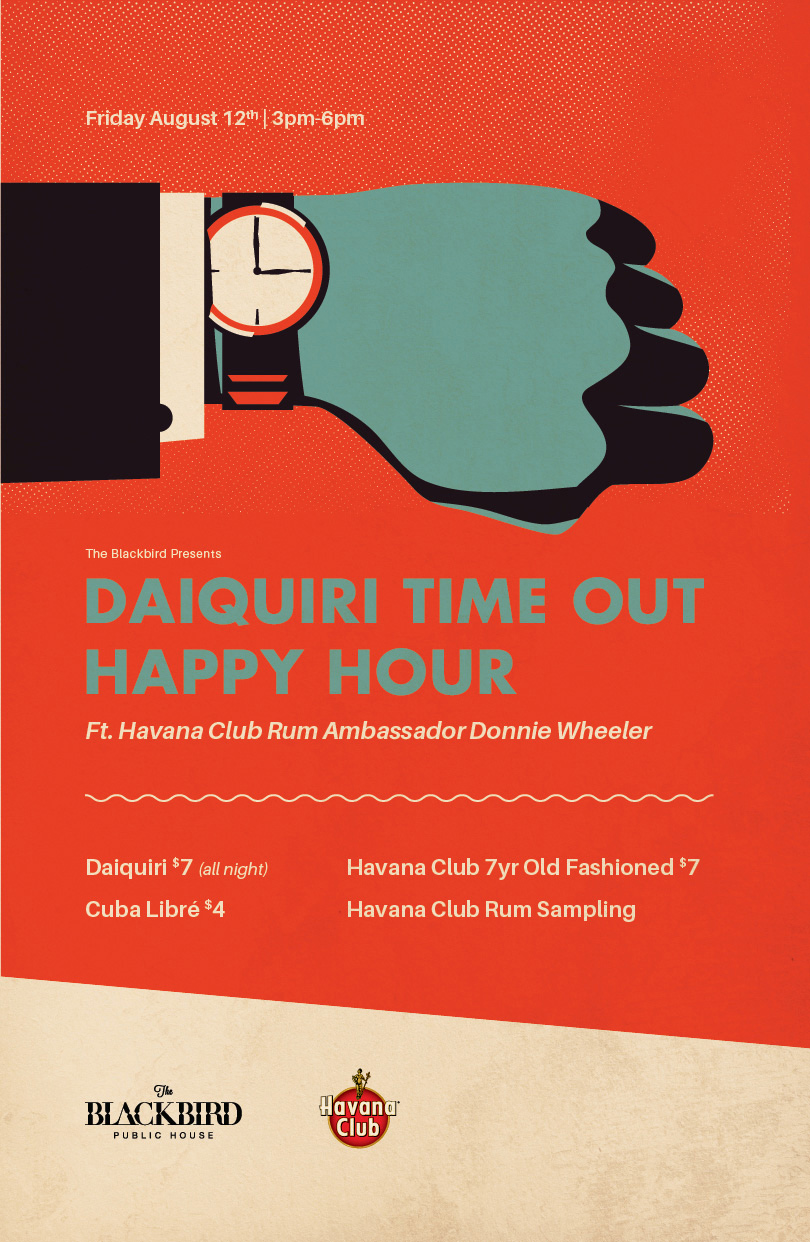 Friday August 12th | 3pm-6pm
The Blackbird Presents
DAIQUIRI TIME OUT
HAPPY HOUR
Ft. Havana Club Rum Ambassador Donnie Wheeler
Daiquiri $7 (all night)
Havana Club 7yr Old Fashioned $7
Cuba Libré $4
Havana Club Rum Sampling
The
BLACKBIRD
PUBLIC HOUSE
Havana
Club